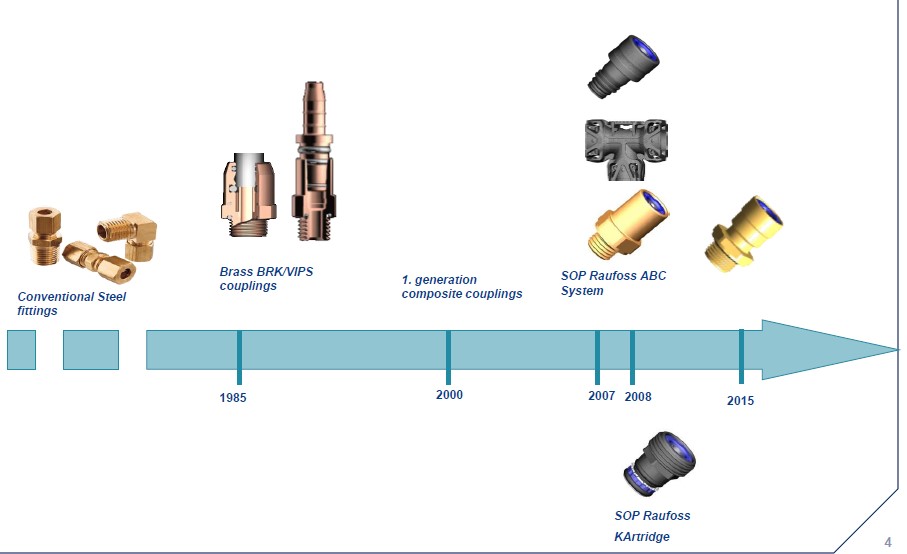 Conventional Steel
fittings
Brass BRK/VIPS
couplings
1. generation
composite couplings
SOP Raufoss ABC
System
1985
2000
2007
2008
2015
SOP Raufoss
KArtridge
4